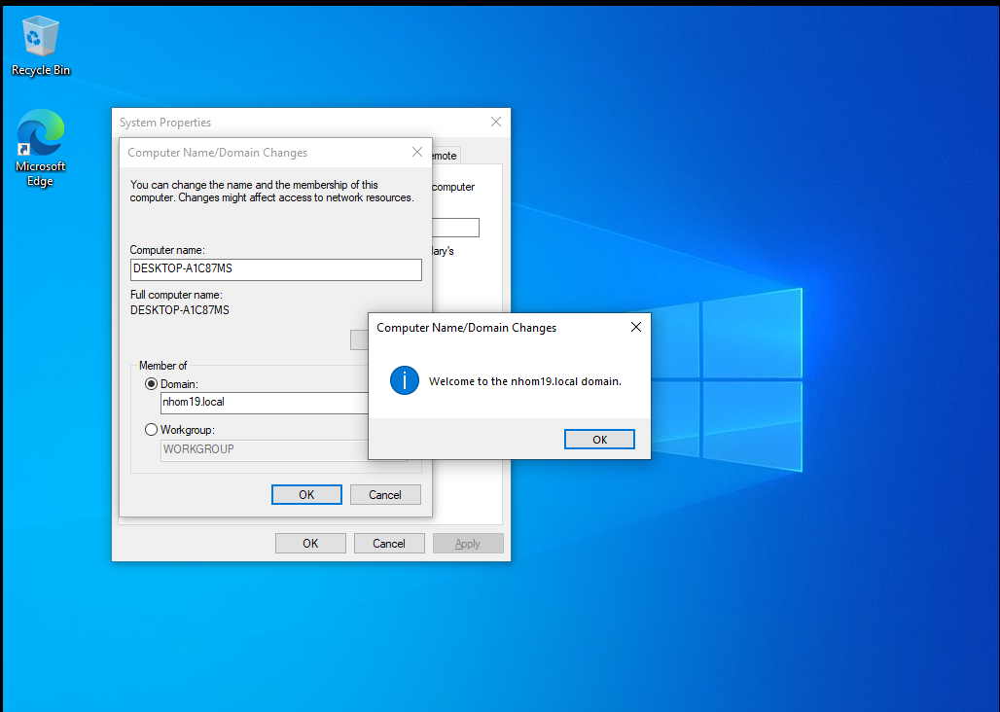 Recycle Bin
Microsoft
Edge
System Properties
Computer Name/Domain Changes
emote
You can change the name and the membership of this
computer. Changes might affect access to network resources.
computer
Computer name:
DESKTOP-A1C87MS
lary's
Full computer name:
DESKTOP-A1C87MS
Member of
Domain:
nhom19.local
Workgroup:
WORKGROUP
OK
Cancel
OK
Cancel
Apply
Computer Name/Domain Changes
Welcome to the nhom19.local domain.
OK